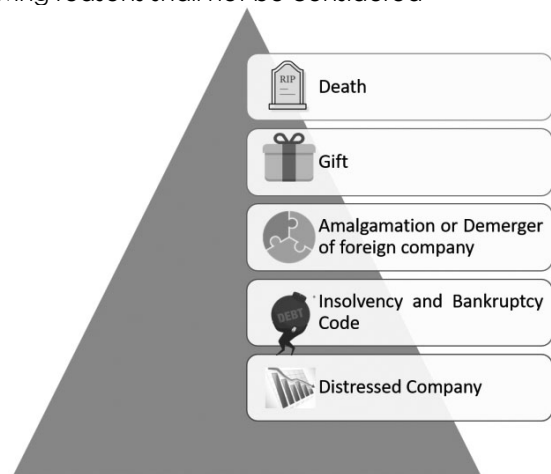 reasons shall not be considered
RIP
Death
Gift
Amalgamation or Demerger
of foreign company
DEBT
Insolvency and Bankruptcy
Code
Distressed Company